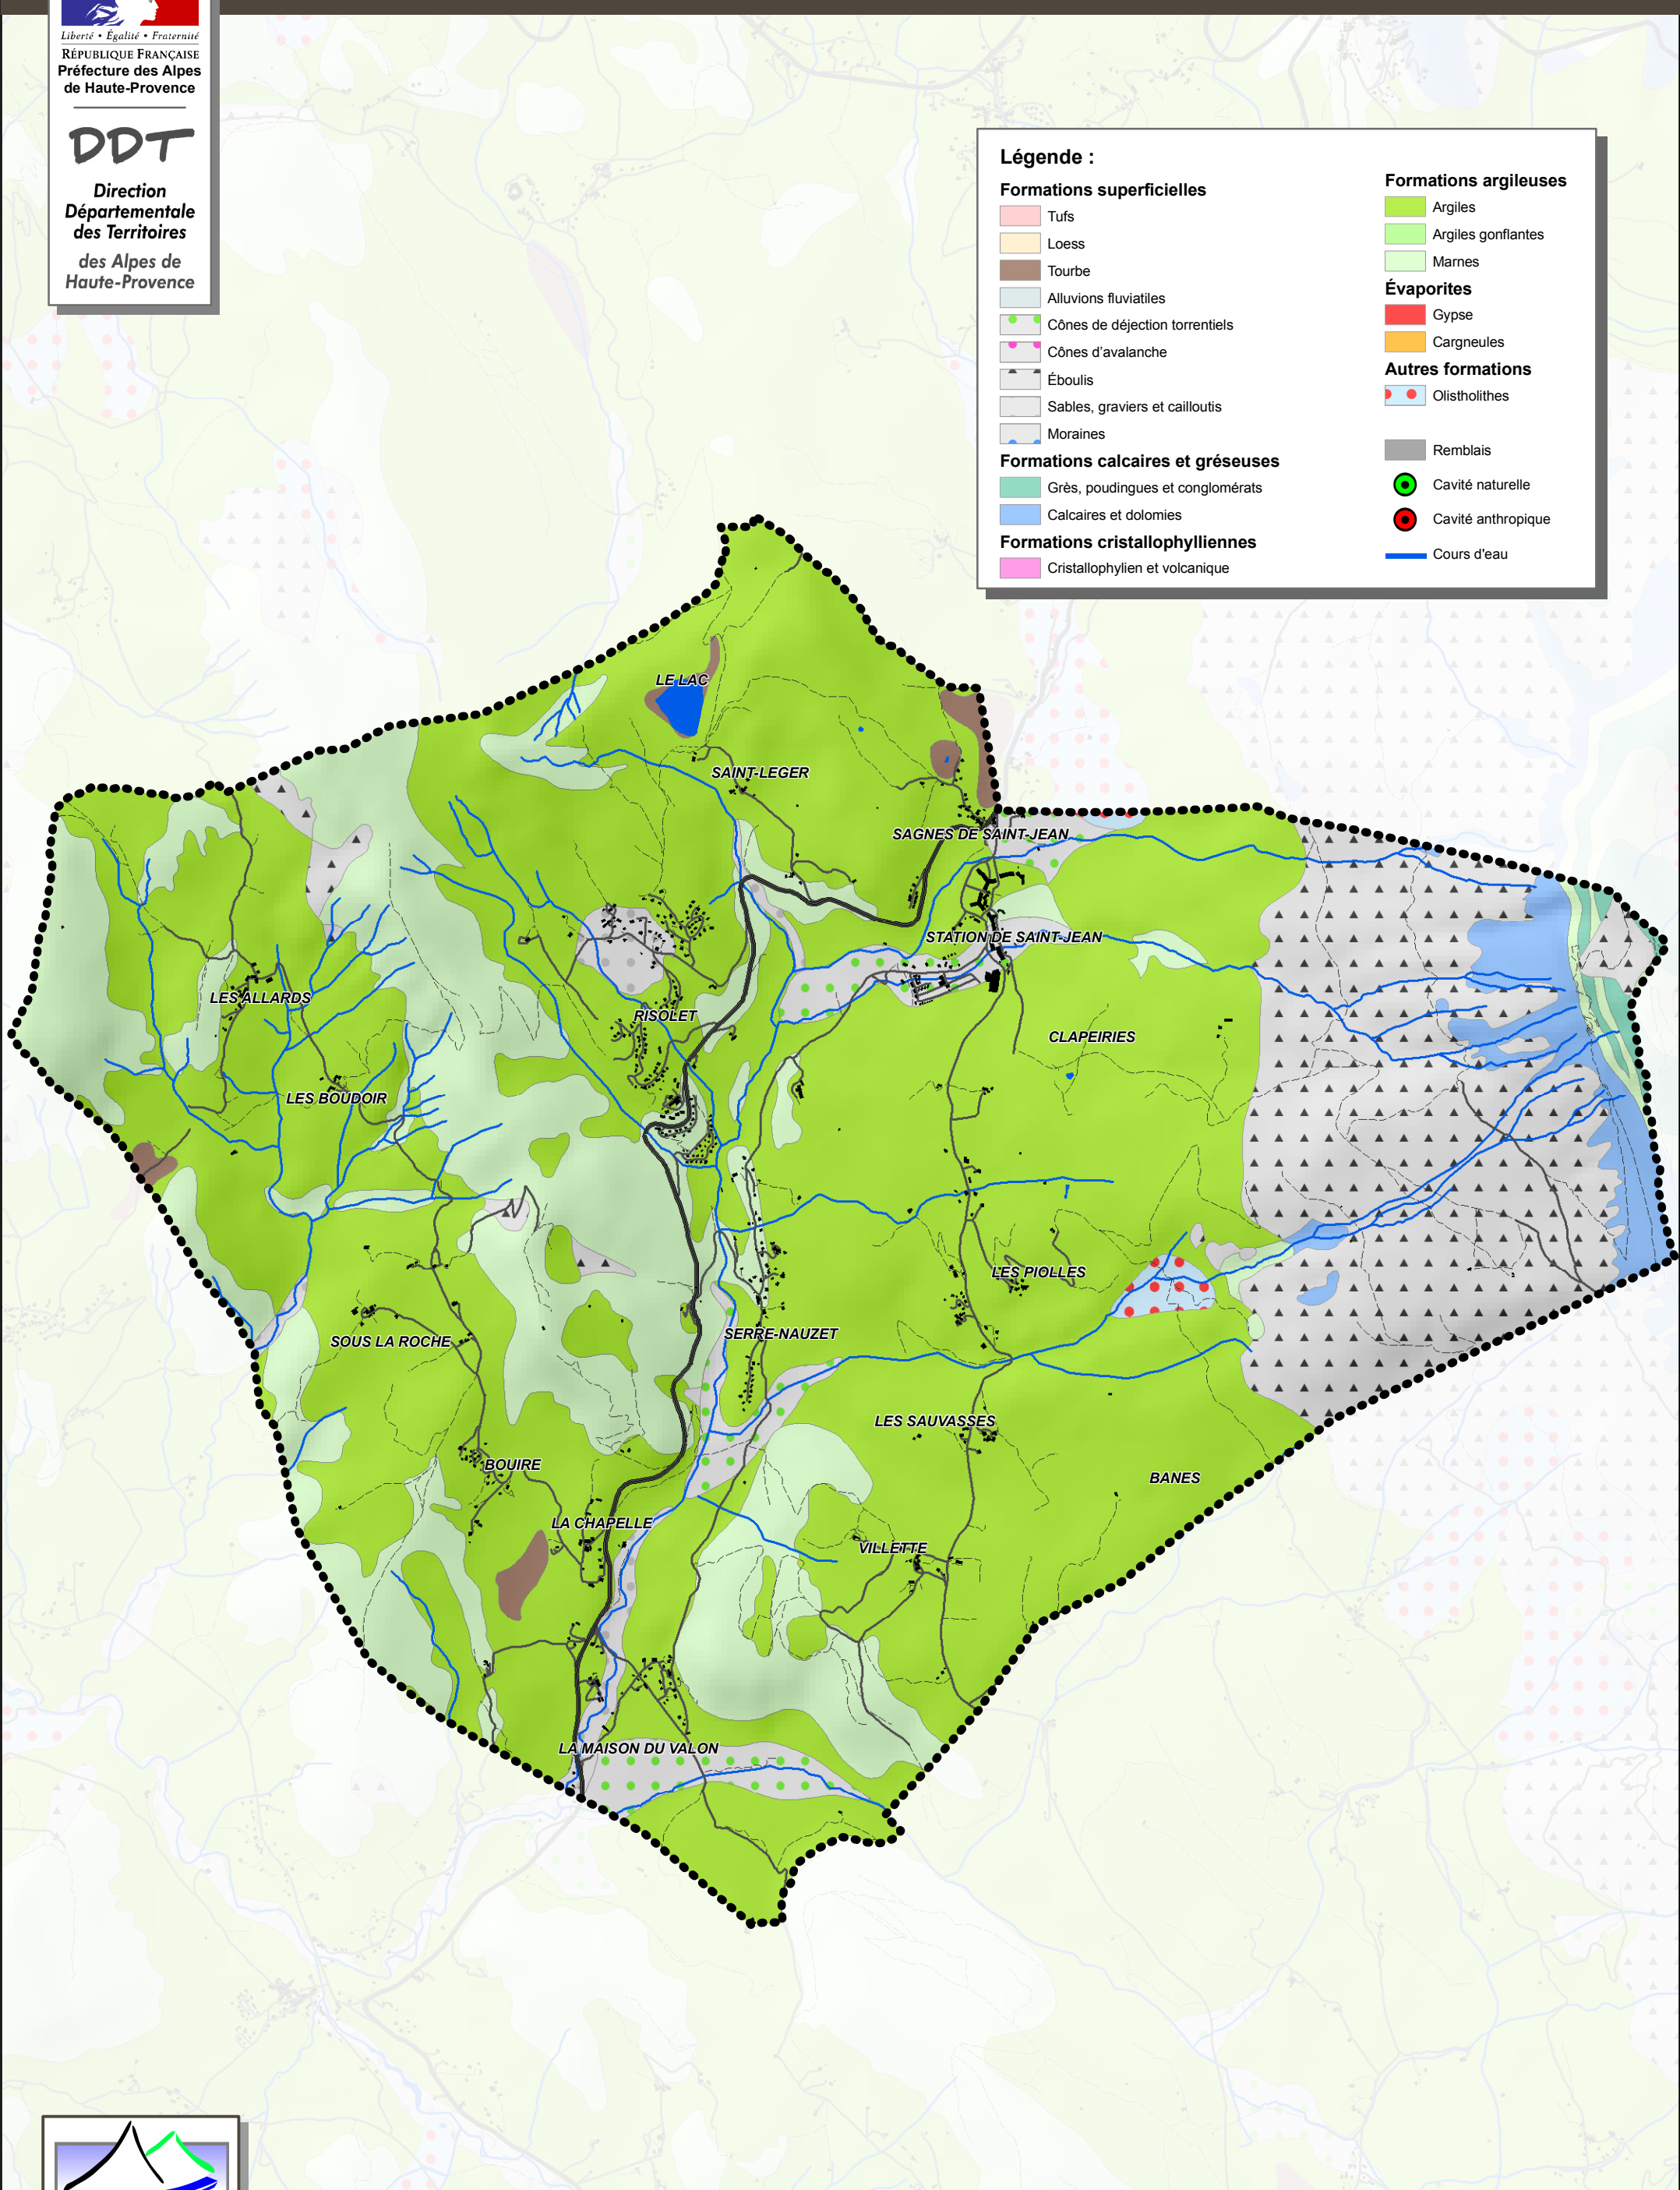 Liberté • Égalité • Fraternité
RÉPUBLIQUE FRANÇAISE
Préfecture des Alpes
de Haute-Provence
DDT
Direction
Départementale
des Territoires
des Alpes de
Haute-Provence
Légende :
Formations superficielles
Tufs
Loess
Tourbe
Alluvions fluviatiles
Cônes de déjection torrentiels
Cônes d'avalanche
Éboulis
Sables, graviers et cailloutis
Moraines
Formations calcaires et gréseuses
Grès, poudingues et conglomérats
Calcaires et dolomies
Formations cristallophylliennes
Cristallophylien et volcanique
Formations argileuses
Argiles
Argiles gonflantes
Marnes
Évaporites
Gypse
Cargneules
Autres formations
Olistholithes
Remblais
Cavité naturelle
Cavité anthropique
Cours d'eau
LE LAC
SAINT-LEGER
SAGNES DE SAINT-JEAN
STATION DE SAINT-JEAN
LES ALLARDS
RISOLET
CLAPEIRIES
LES BOUDOIR
LES PIOLLES
SERRE-NAUZET
SOUS LA ROCHE
LES SAUVASSES
BOUIRE
BANES
LA CHAPELLE
VILLETTE
LA MAISON DU VALON